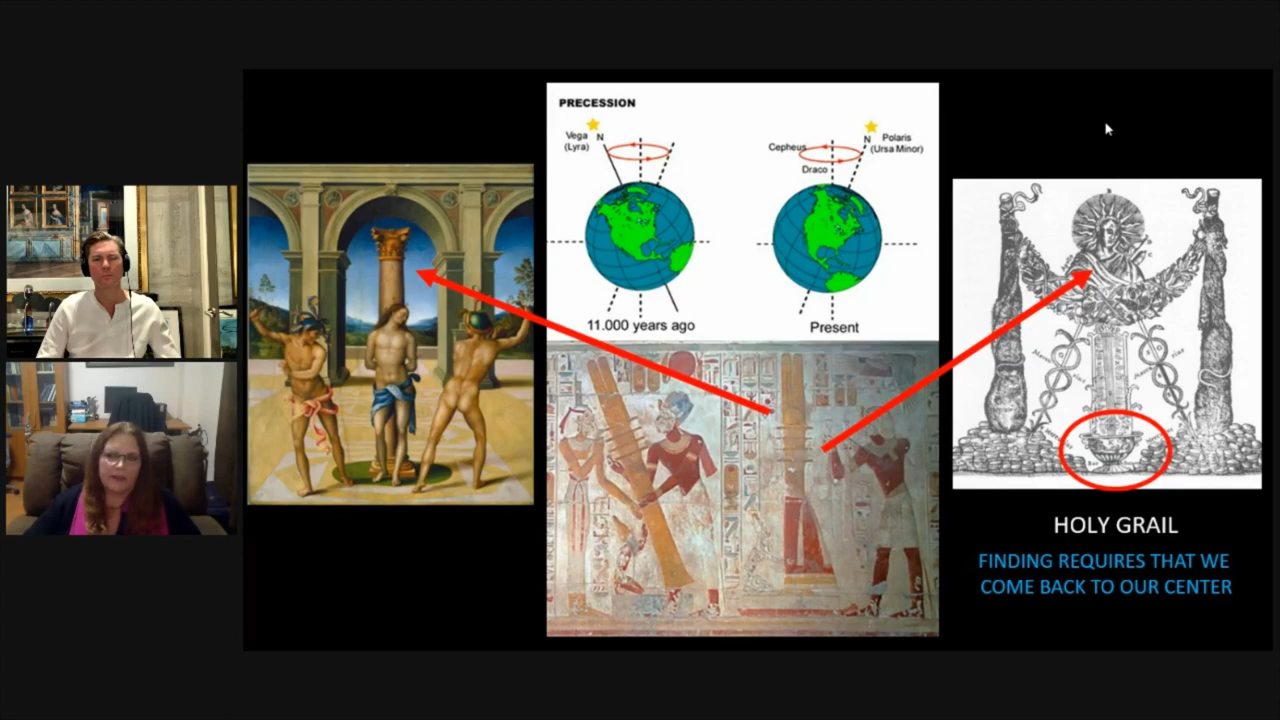 PRECESSION
Vega
(Lyra)
N
11.000 years ago
N
Polaris
(Ursa Minor)
Cepheus
Draco
Present
HOLY GRAIL
FINDING REQUIRES THAT WE
COME BACK TO OUR CENTER